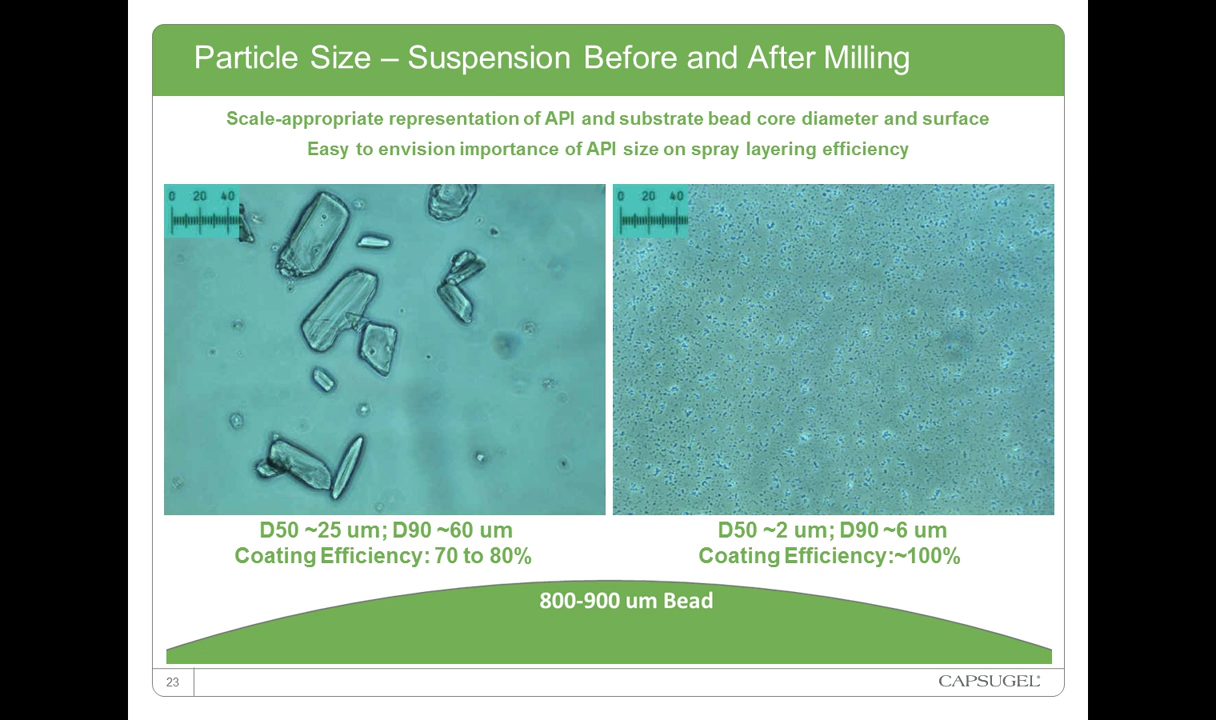 Particle Size – Suspension Before and After Milling
Scale-appropriate representation of API and substrate bead core diameter and surface
Easy to envision importance of API size on spray layering efficiency
0 20 40
0 20 40
D50 ~25 um; D90 ~60 um
Coating Efficiency: 70 to 80%
D50 ~2 um; D90 ~6 um
Coating Efficiency:~100%
800-900 um Bead
23
CAPSUGEL